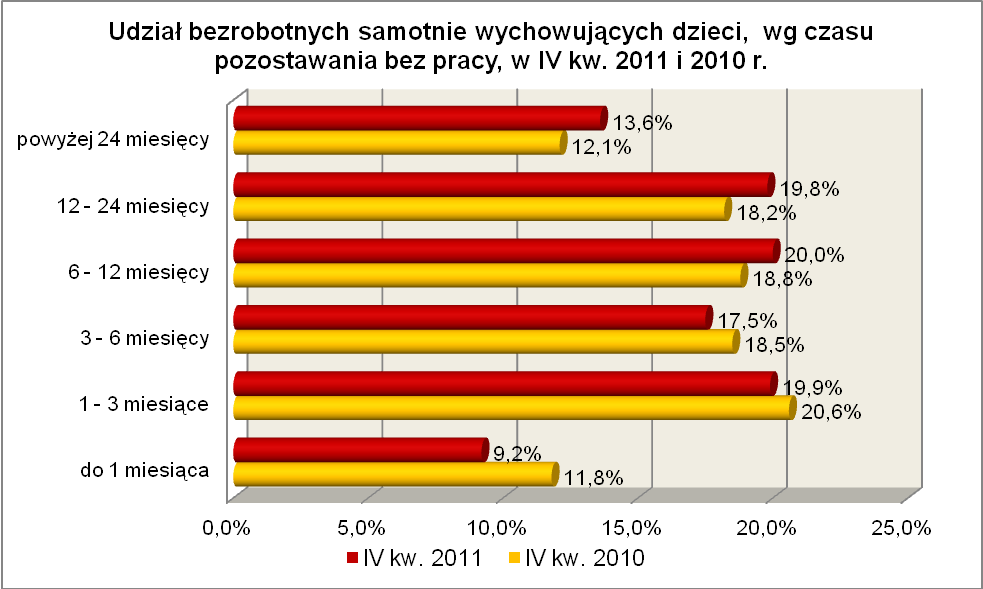 Udział bezrobotnych samotnie wychowujących dzieci, wg czasu
pozostawania bez pracy, w IV kw. 2011 i 2010 r.
powyżej 24 miesięcy
13,6%
12,1%
12 - 24 miesięcy
19,8%
18,2%
6 - 12 miesięcy
20,0%
18,8%
3 - 6 miesięcy
17,5%
18,5%
1 - 3 miesiące
19,9%
20,6%
do 1 miesiąca
9,2%
11,8%
0,0% 5,0% 10,0% 15,0% 20,0% 25,0%
IV kw. 2011 IV kw. 2010